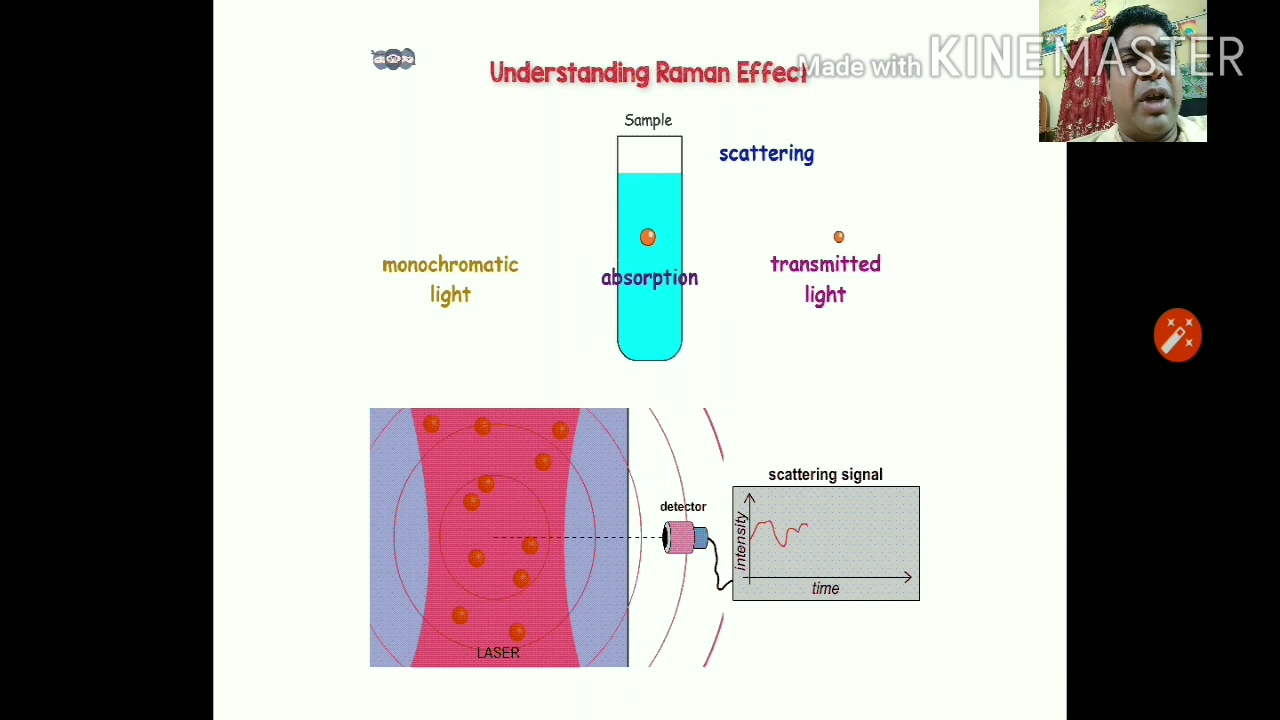 Understanding Raman Effect
Made with KINEMASTER
Sample
scattering
monochromatic
light
absorption
transmitted
light
scattering signal
detector
intensity
time
LASER